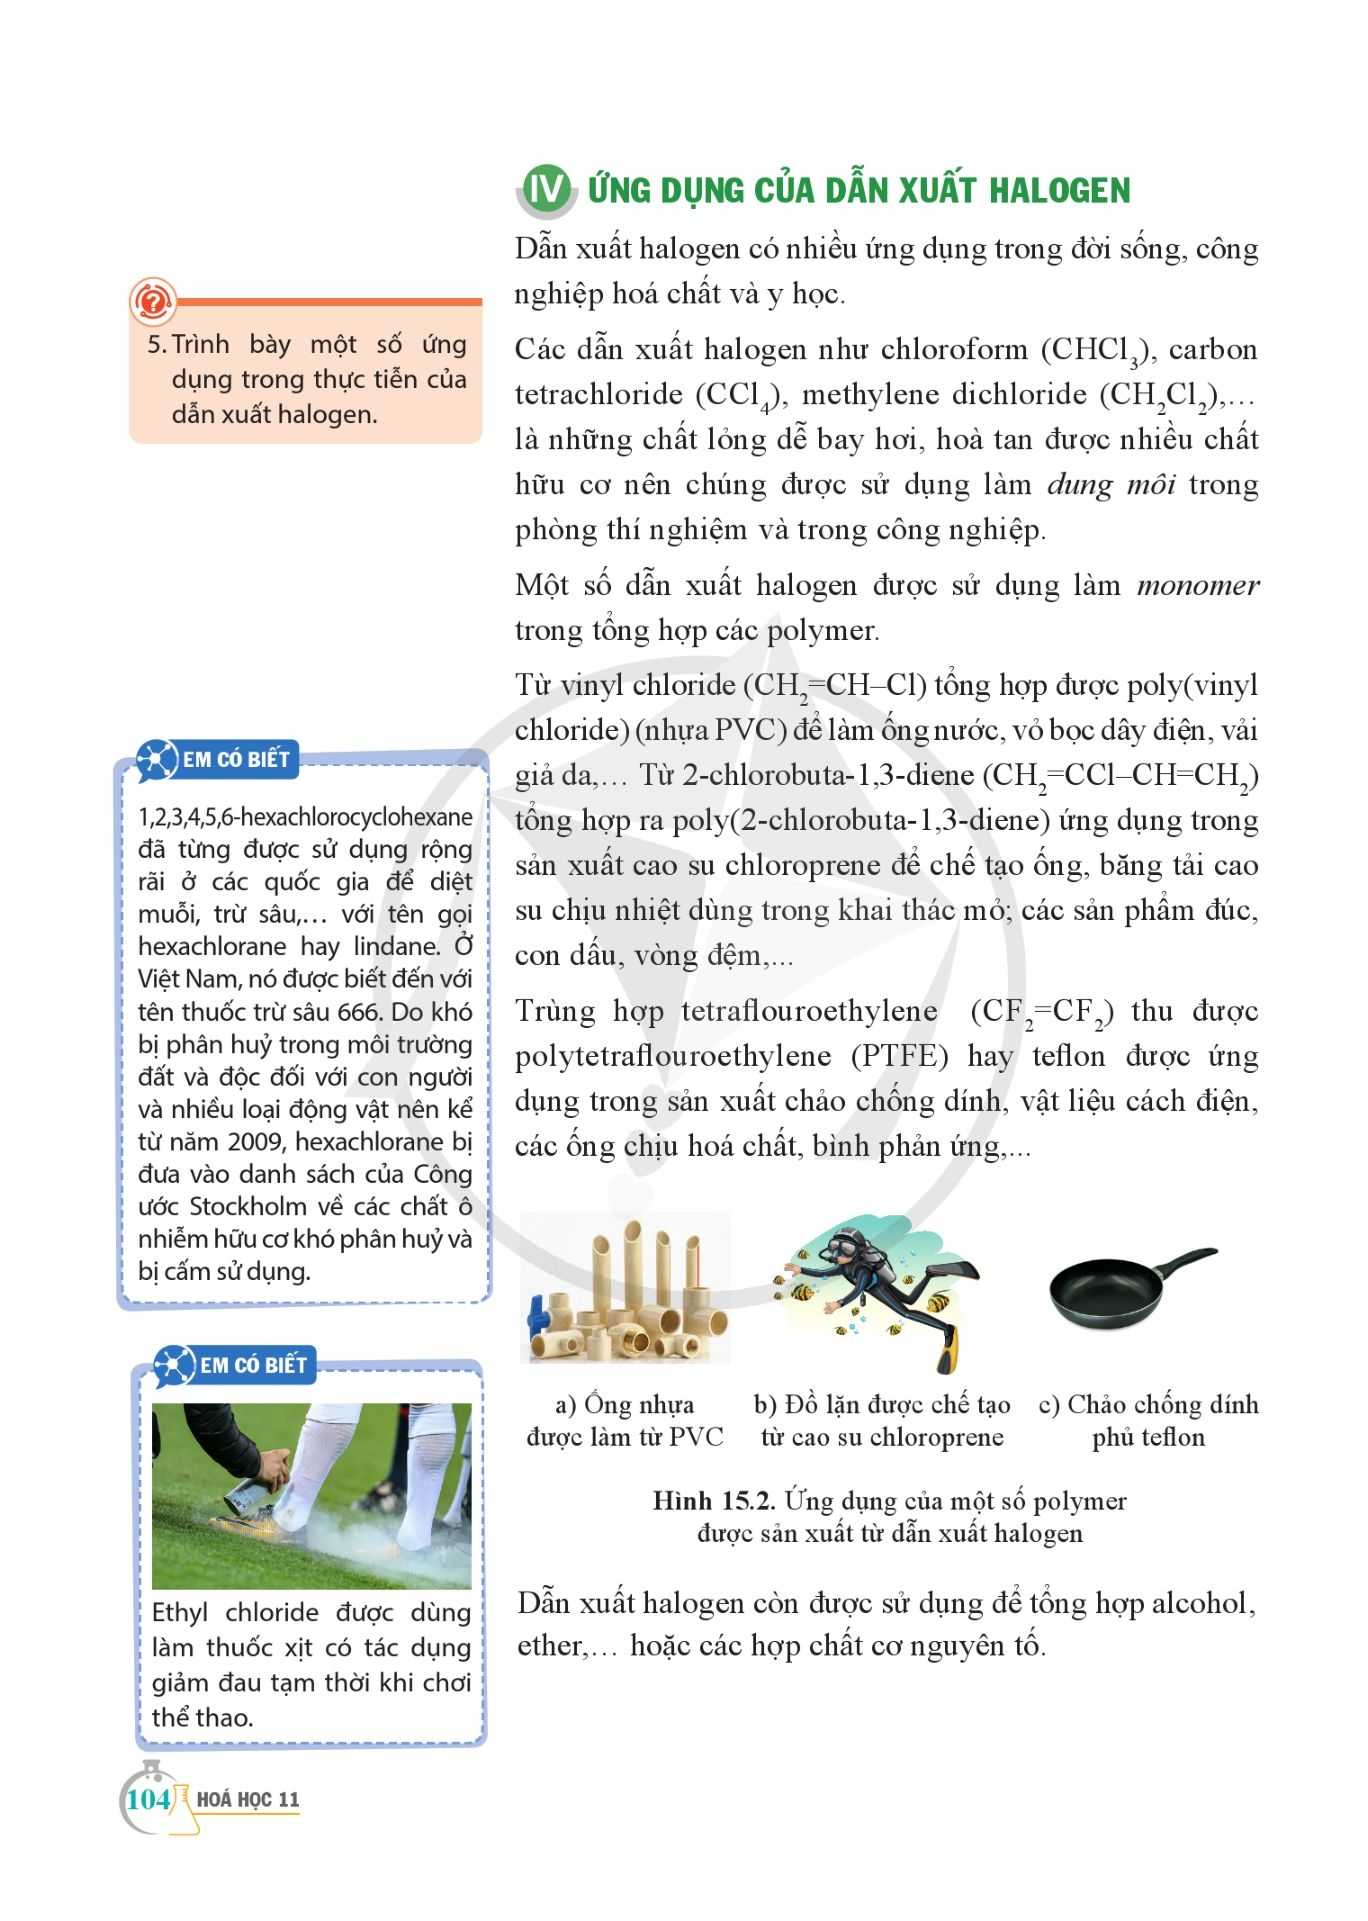 IV ỨNG DỤNG CỦA DẪN XUẤT HALOGEN
Dẫn xuất halogen có nhiều ứng dụng trong đời sống, công
nghiệp hoá chất và y học.
?
5. Trình bày một số ứng
dụng trong thực tiễn của
dẫn xuất halogen.
Các dẫn xuất halogen như chloroform (CHCl₃), carbon
tetrachloride (CCl₄), methylene dichloride (CH₂Cl₂),…
là những chất lỏng dễ bay hơi, hoà tan được nhiều chất
hữu cơ nên chúng được sử dụng làm dung môi trong
phòng thí nghiệm và trong công nghiệp.
Một số dẫn xuất halogen được sử dụng làm monomer
trong tổng hợp các polymer.
Từ vinyl chloride (CH₂=CH–Cl) tổng hợp được poly(vinyl
chloride) (nhựa PVC) để làm ống nước, vỏ bọc dây điện, vải
giả da,… Từ 2-chlorobuta-1,3-diene (CH₂=CCl–CH=CH₂)
tổng hợp ra poly(2-chlorobuta-1,3-diene) ứng dụng trong
sản xuất cao su chloroprene để chế tạo ống, băng tải cao
su chịu nhiệt dùng trong khai thác mỏ; các sản phẩm đúc,
con dấu, vòng đệm,...
Trùng hợp tetraflouroethylene (CF₂=CF₂) thu được
polytetraflouroethylene (PTFE) hay teflon được ứng
dụng trong sản xuất chảo chống dính, vật liệu cách điện,
các ống chịu hoá chất, bình phản ứng,...
EM CÓ BIẾT
1,2,3,4,5,6-hexachlorocyclohexane
đã từng được sử dụng rộng
rãi ở các quốc gia để diệt
muỗi, trừ sâu,… với tên gọi
hexachlorane hay lindane. Ở
Việt Nam, nó được biết đến với
tên thuốc trừ sâu 666. Do khó
bị phân huỷ trong môi trường
đất và độc đối với con người
và nhiều loại động vật nên kể
từ năm 2009, hexachlorane bị
đưa vào danh sách của Công
ước Stockholm về các chất ô
nhiễm hữu cơ khó phân huỷ và
bị cấm sử dụng.
a) Ống nhựa
được làm từ PVC
b) Đồ lặn được chế tạo
từ cao su chloroprene
c) Chảo chống dính
phủ teflon
Hình 15.2. Ứng dụng của một số polymer
được sản xuất từ dẫn xuất halogen
EM CÓ BIẾT
Ethyl chloride được dùng
làm thuốc xịt có tác dụng
giảm đau tạm thời khi chơi
thể thao.
Dẫn xuất halogen còn được sử dụng để tổng hợp alcohol,
ether,… hoặc các hợp chất cơ nguyên tố.
104 HOÁ HỌC 11